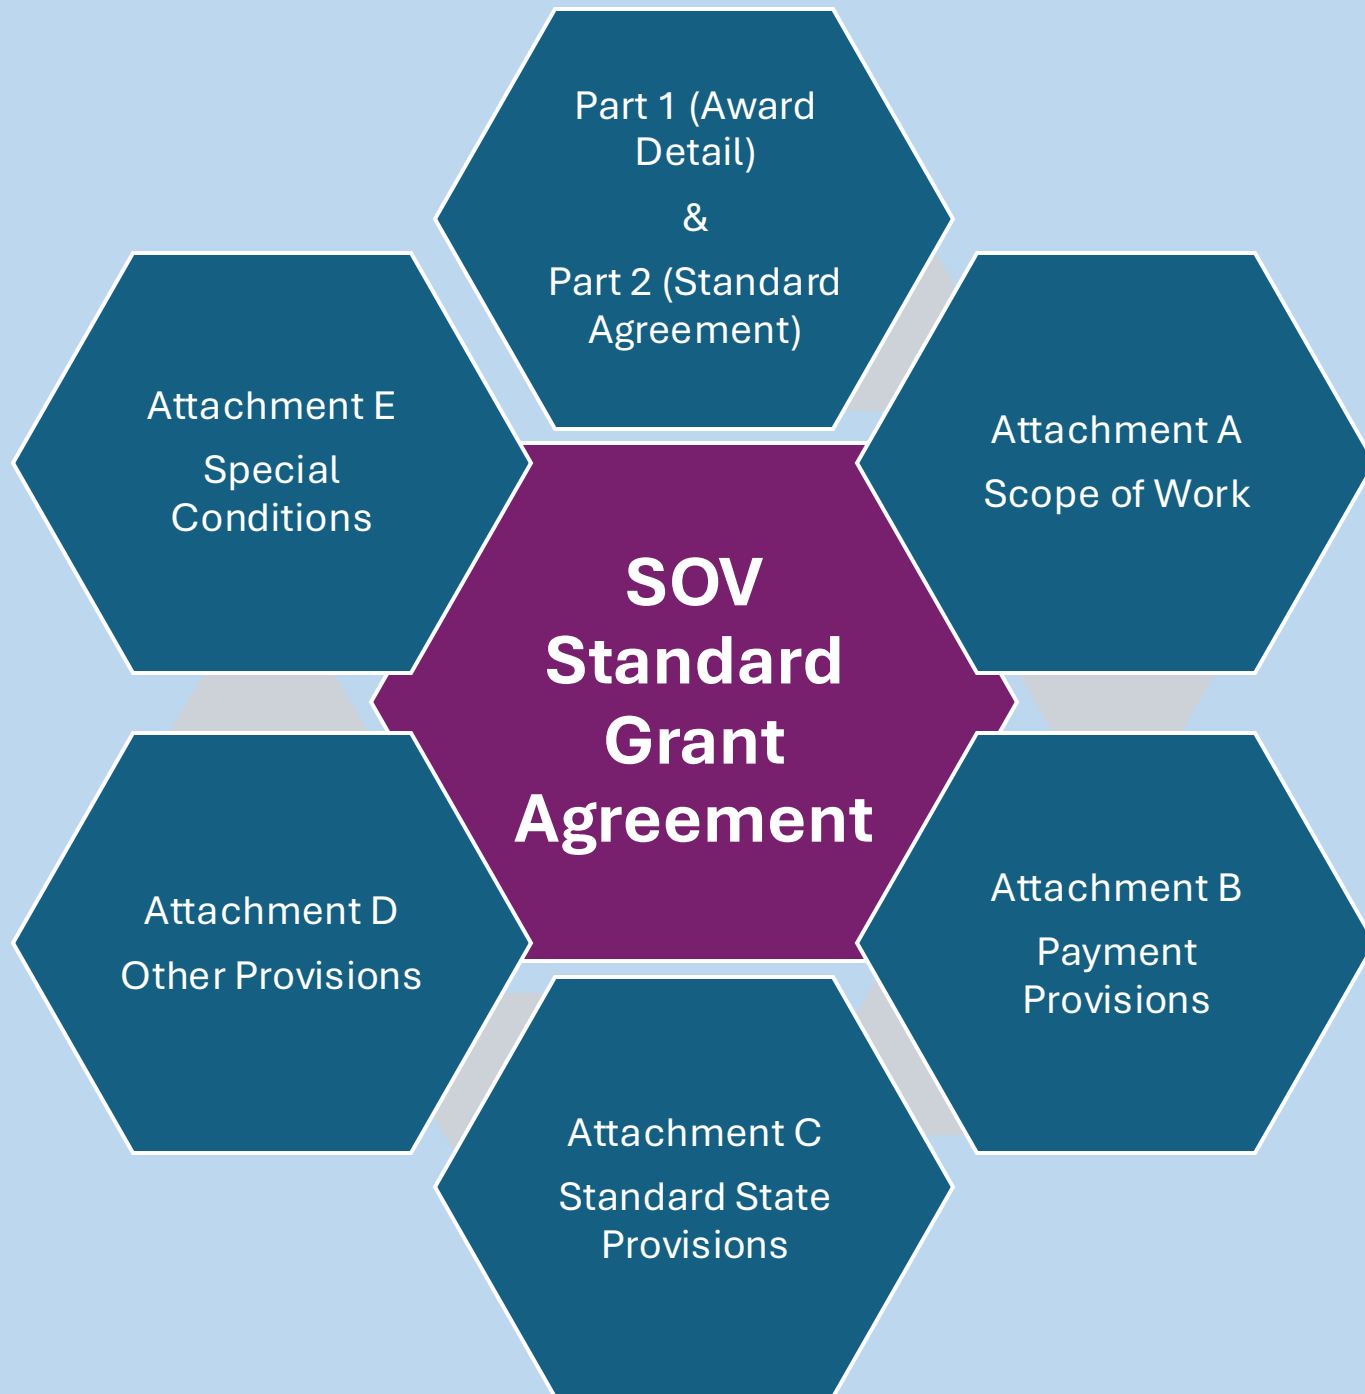 Part 1 (Award
Detail)
&
Part 2 (Standard
Agreement)
Attachment A
Scope of Work
Attachment B
Payment
Provisions
Attachment C
Standard State
Provisions
Attachment D
Other Provisions
Attachment E
Special
Conditions
SOV
Standard
Grant
Agreement